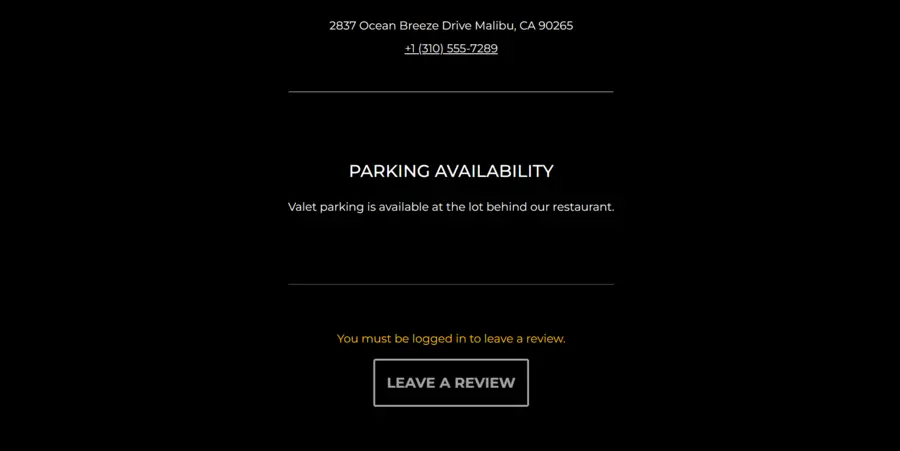 2837 Ocean Breeze Drive Malibu, CA 90265
+1 (310) 555-7289
PARKING AVAILABILITY
Valet parking is available at the lot behind our restaurant.
You must be logged in to leave a review.
LEAVE A REVIEW